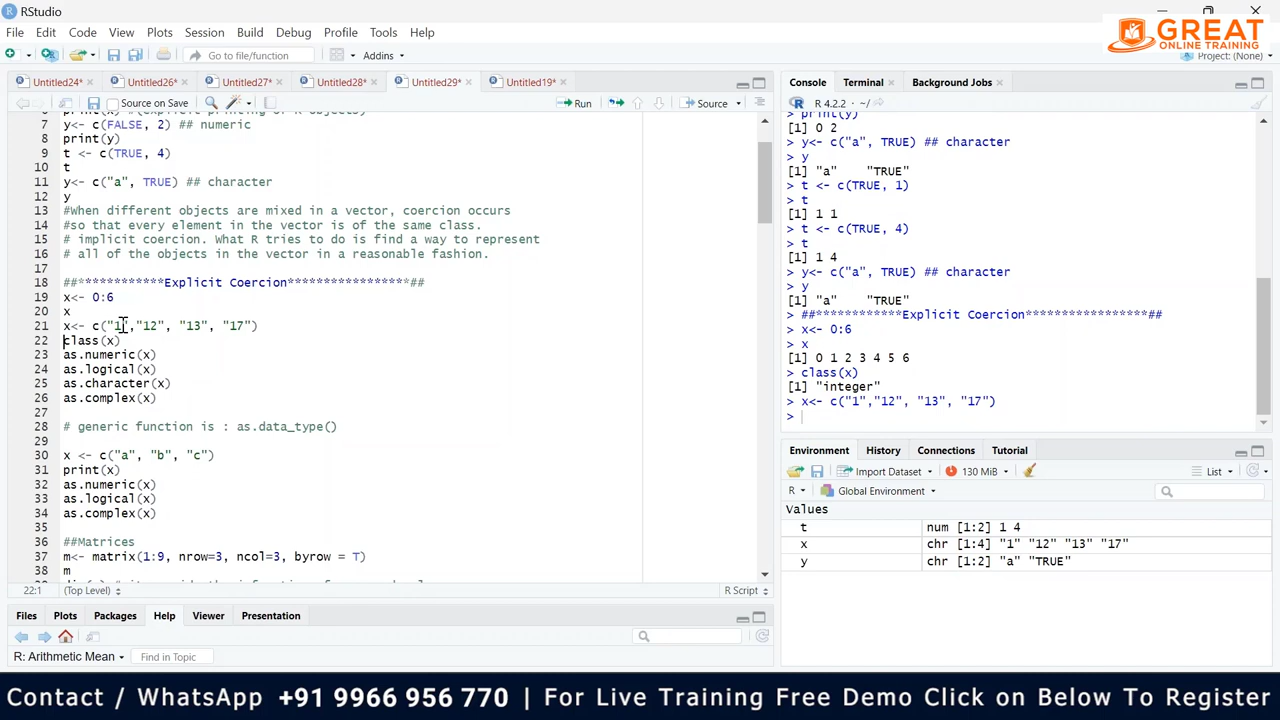 RStudio
File Edit Code View Plots Session Build Debug Profile Tools Help
GREAT
ONLINE TRAINING
Go to file/function Addins
Project: (None)
Untitled24* Untitled26* Untitled27* Untitled28* Untitled29* Untitled19*
Source on Save Run Source
7 y<- c(FALSE, 2) ## numeric
8 print(y)
9 t <- c(TRUE, 4)
10 t
11 y<- c("a", TRUE) ## character
12 y
13 #When different objects are mixed in a vector, coercion occurs
14 #so that every element in the vector is of the same class.
15 # implicit coercion. What R tries to do is find a way to represent
16 # all of the objects in the vector in a reasonable fashion.
17
18 ##************Explicit Coercion*****************##
19 x<- 0:6
20 x
21 x<- c("1","12", "13", "17")
22 class(x)
23 as.numeric(x)
24 as.logical(x)
25 as.character(x)
26 as.complex(x)
27
28 # generic function is : as.data_type()
29
30 x <- c("a", "b", "c")
31 print(x)
32 as.numeric(x)
33 as.logical(x)
34 as.complex(x)
35
36 ##Matrices
37 m<- matrix(1:9, nrow=3, ncol=3, byrow = T)
38 m
22:1 (Top Level) R Script
Files Plots Packages Help Viewer Presentation
R: Arithmetic Mean Find in Topic
Console Terminal Background Jobs
R 4.2.2 · ~/
> print(y)
[1] 0 2
> y<- c("a", TRUE) ## character
> y
[1] "a" "TRUE"
> t <- c(TRUE, 1)
> t
[1] 1 1
> t <- c(TRUE, 4)
> t
[1] 1 4
> y<- c("a", TRUE) ## character
> y
[1] "a" "TRUE"
> ##************Explicit Coercion*****************##
> x<- 0:6
> x
[1] 0 1 2 3 4 5 6
> class(x)
[1] "integer"
> x<- c("1","12", "13", "17")
>
Environment History Connections Tutorial
Import Dataset 130 MiB List
R Global Environment
Values
t num [1:2] 1 4
x chr [1:4] "1" "12" "13" "17"
y chr [1:2] "a" "TRUE"
Contact / WhatsApp +91 9966 956 770 | For Live Training Free Demo Click on Below To Register